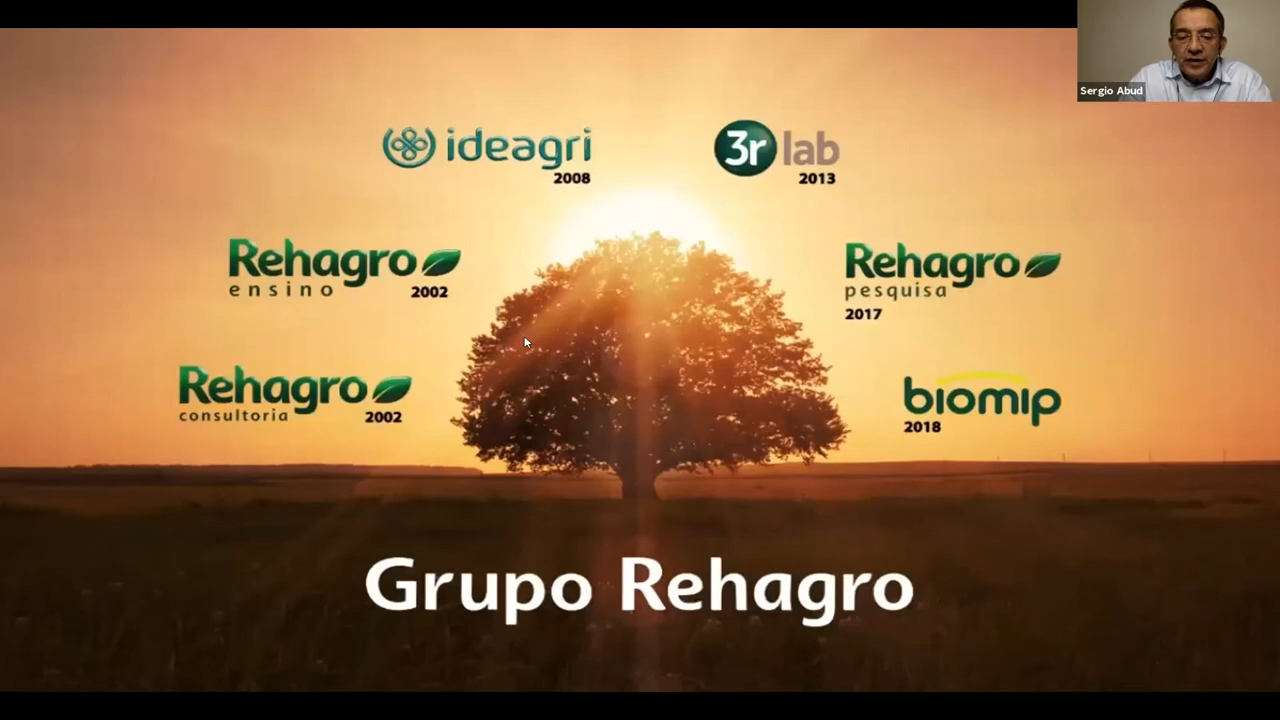 Sergio Abud
ideagri
2008
3r lab
2013
Rehagro
ensino
2002
Rehagro
pesquisa
2017
Rehagro
consultoria
2002
biomip
2018
Grupo Rehagro